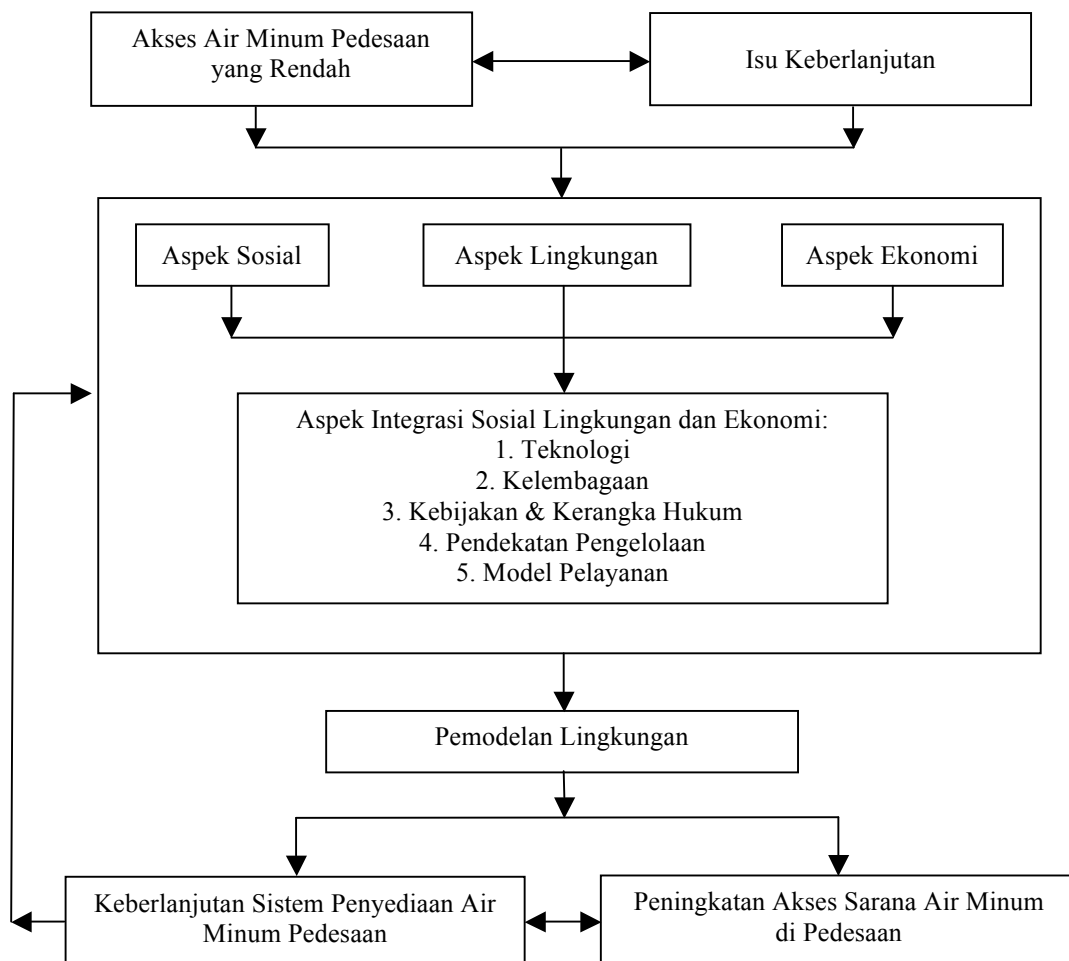 Akses Air Minum Pedesaan
yang Rendah
Isu Keberlanjutan
Aspek Sosial
Aspek Lingkungan
Aspek Ekonomi
Aspek Integrasi Sosial Lingkungan dan Ekonomi:
1. Teknologi
2. Kelembagaan
3. Kebijakan & Kerangka Hukum
4. Pendekatan Pengelolaan
5. Model Pelayanan
Pemodelan Lingkungan
Keberlanjutan Sistem Penyediaan Air
Minum Pedesaan
Peningkatan Akses Sarana Air Minum
di Pedesaan